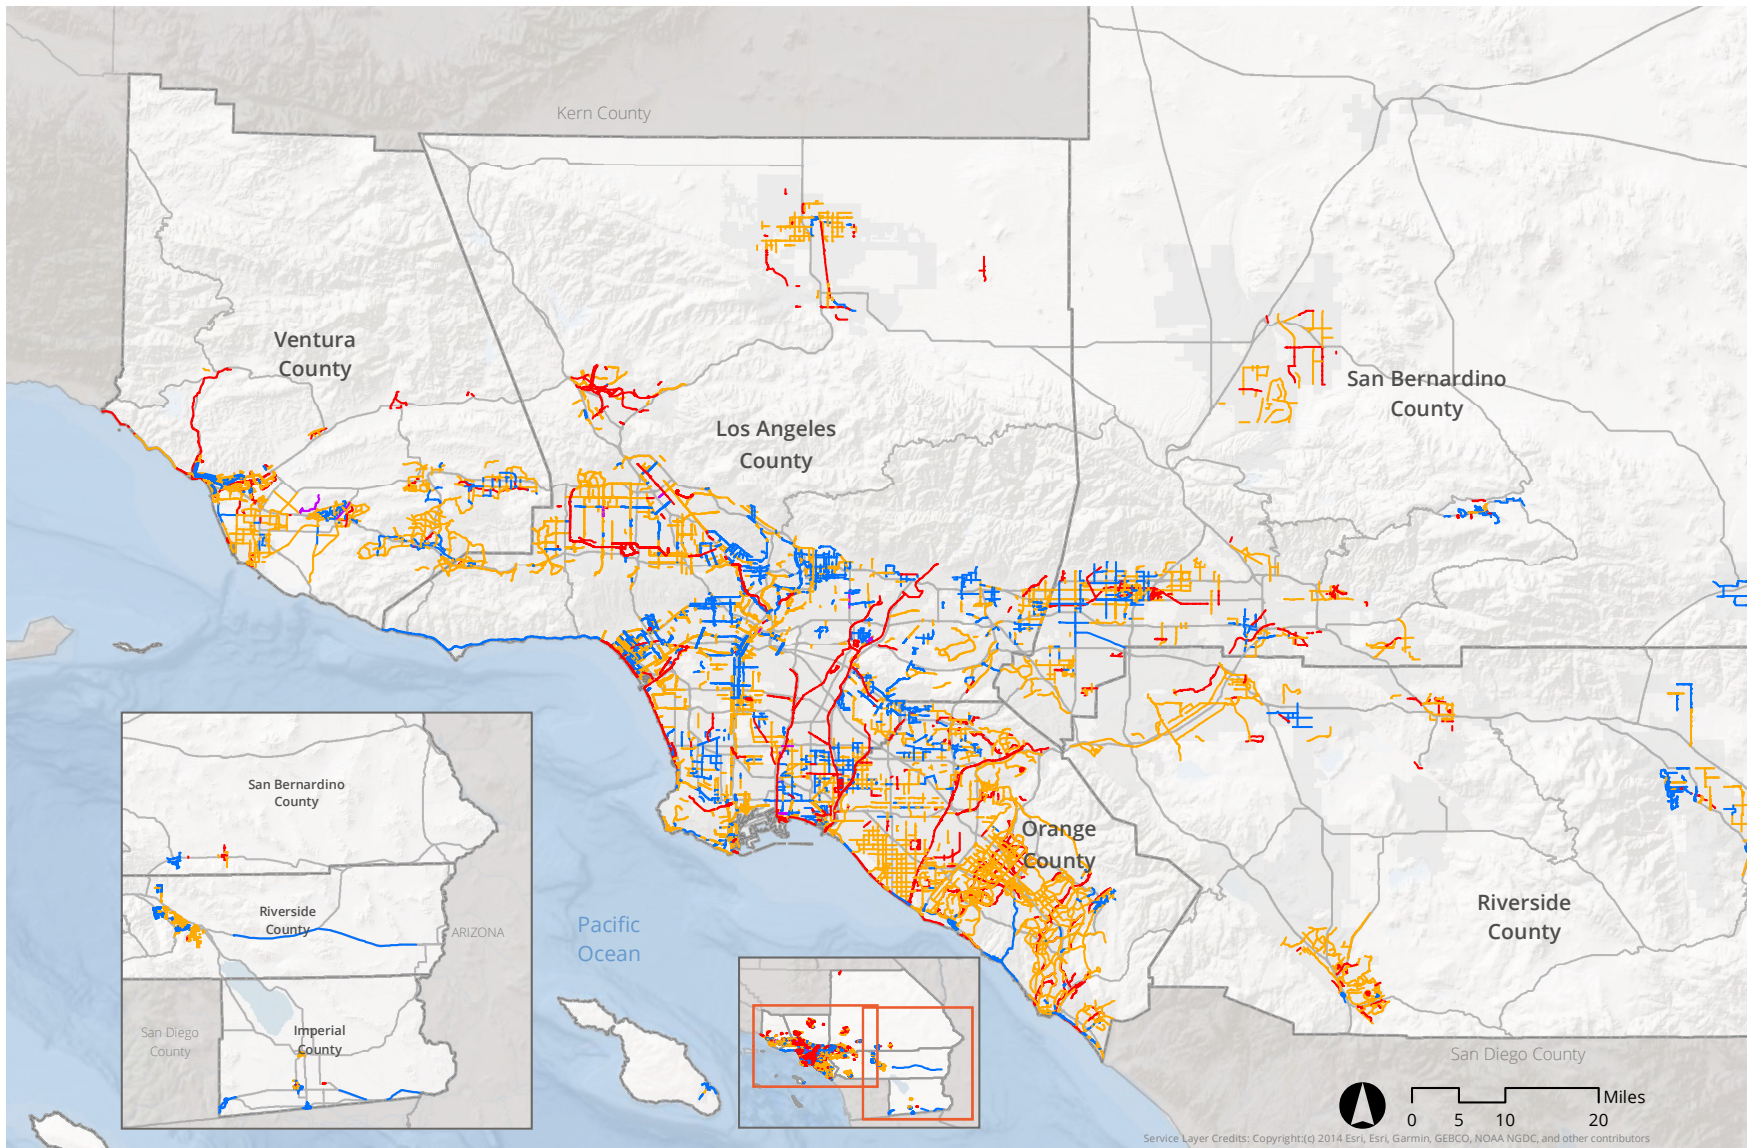 Kern County
Ventura
County
San Bernardino
County
Los Angeles
County
San Bernardino
County
Orange
County
Riverside
County
ARIZONA
Riverside
County
Pacific
Ocean
San Diego
County
Imperial
County
San Diego County
Miles
0 5 10 20
Service Layer Credits: Copyright:(c) 2014 Esri, Esri, Garmin, GEBCO, NOAA NGDC, and other contributors